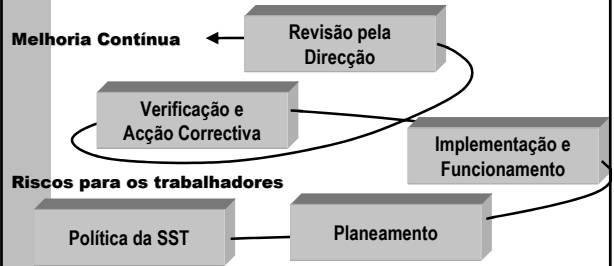 Revisão pela
Direcção
Melhoria Contínua
Verificação e
Acção Correctiva
Implementação e
Funcionamento
Riscos para os trabalhadores
Política da SST
Planeamento